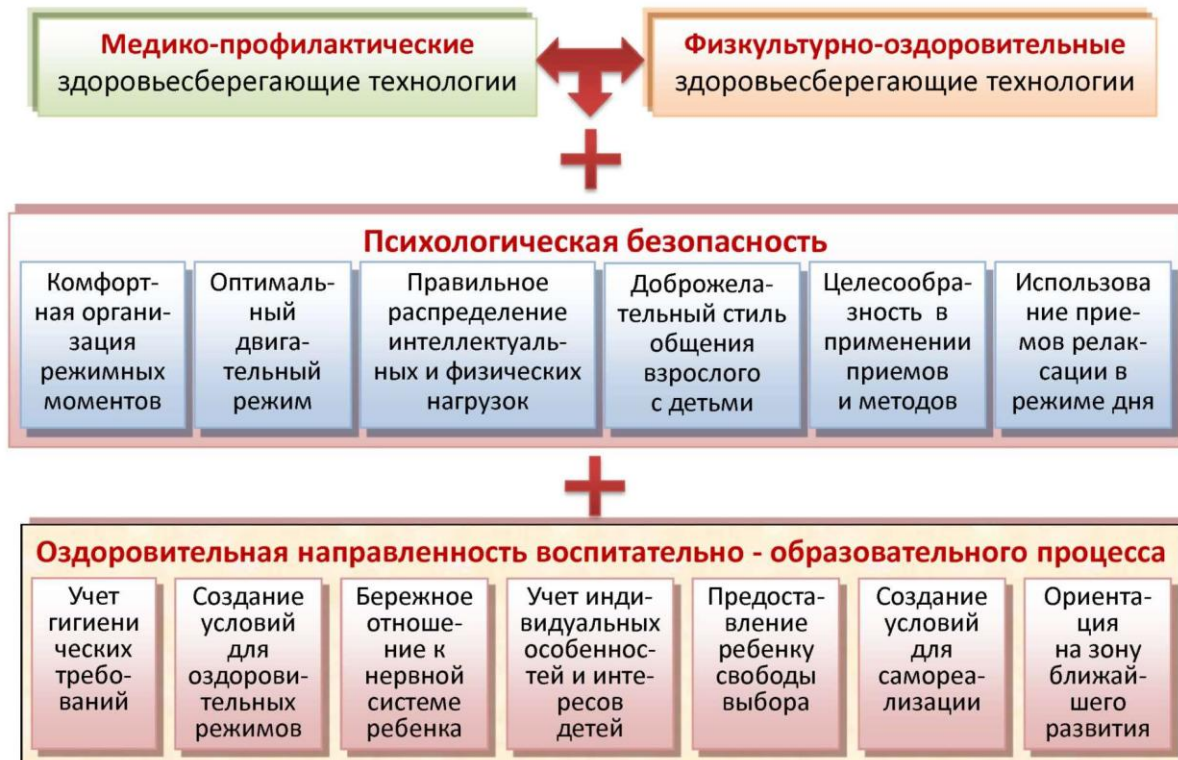 Медико-профилактические
здоровьесберегающие технологии
Физкультурно-оздоровительные
здоровьесберегающие технологии
Психологическая безопасность
Комфорт-
ная органи-
зация
режимных
моментов
Оптималь-
ный
двига-
тельный
режим
Правильное
распределение
интеллектуаль-
ных и физических
нагрузок
Доброжела-
тельный стиль
общения
взрослого
с детьми
Целесообра-
зность в
применении
приемов
и методов
Использова
ние прие-
мов релак-
сации в
режиме дня
Оздоровительная направленность воспитательно - образовательного процесса
Учет
гигиени
ческих
требо-
ваний
Создание
условий
для
оздорови-
тельных
режимов
Бережное
отноше-
ние к
нервной
системе
ребенка
Учет инди-
видуальных
особеннос-
тей и инте-
ресов
детей
Предоста-
вление
ребенку
свободы
выбора
Создание
условий
для
самореа-
лизации
Ориента-
ция
на зону
ближай-
шего
развития